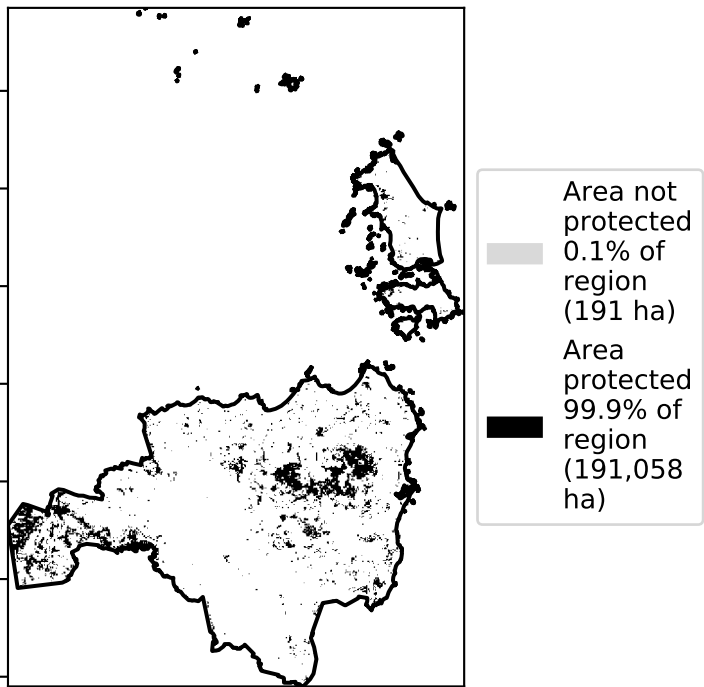 Area not
protected
0.1% of
region
(191 ha)
Area
protected
99.9% of
region
(191,058
ha)